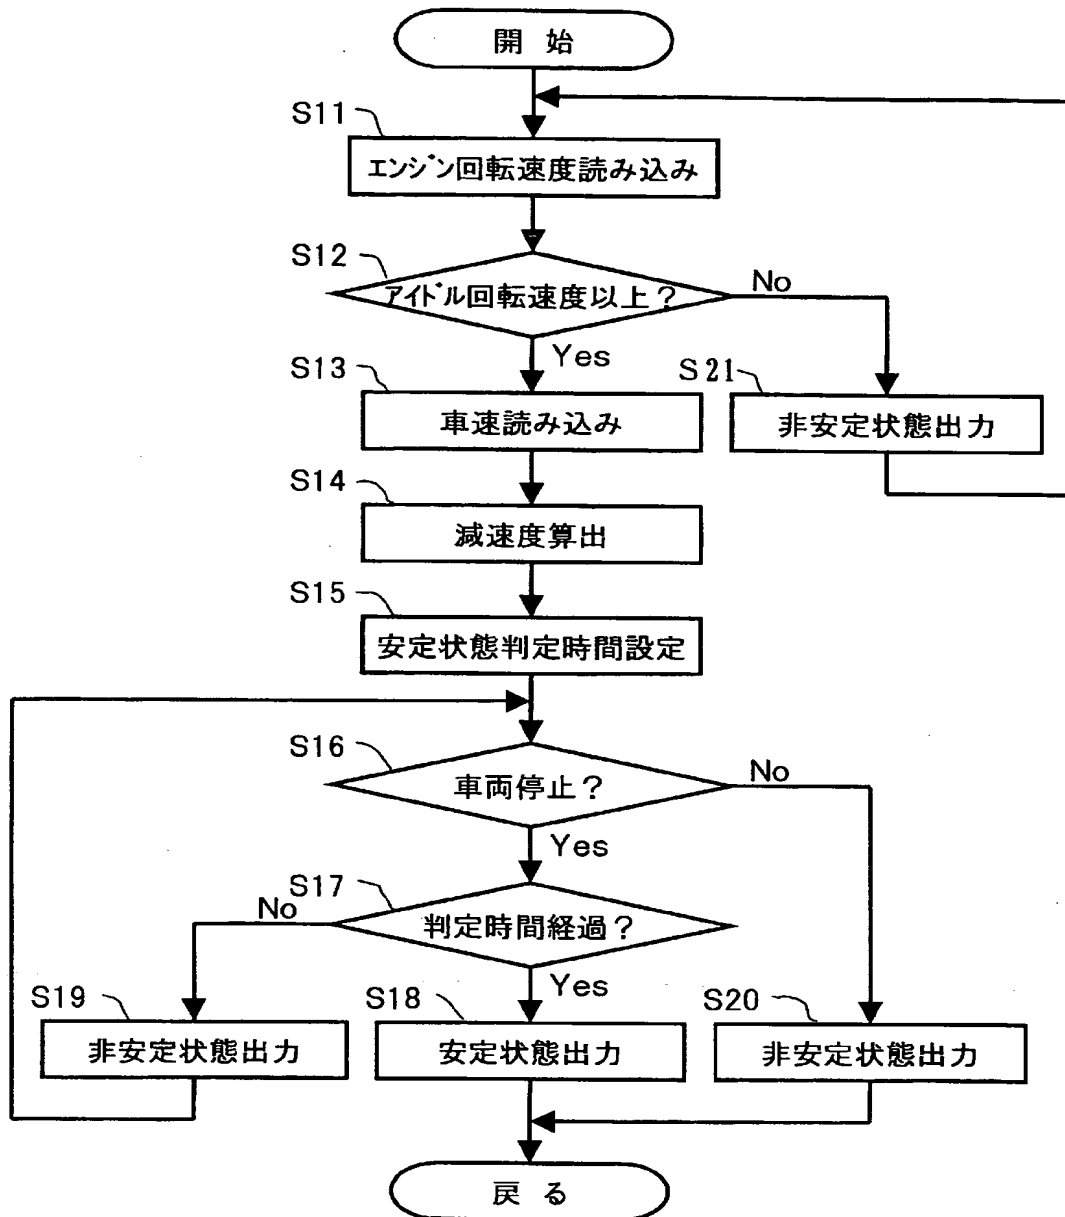 開 始
S11
エンジン回転速度読み込み
S12
アイドル回転速度以上？
No
Yes
S13
車速読み込み
S21
非安定状態出力
S14
減速度算出
S15
安定状態判定時間設定
S16
車両停止？
No
Yes
S17
判定時間経過？
No
Yes
S19
非安定状態出力
S18
安定状態出力
S20
非安定状態出力
戻 る